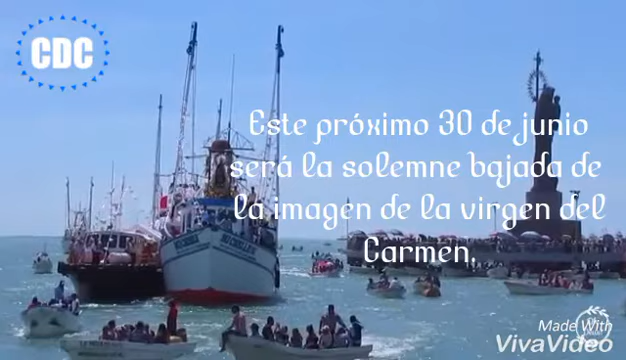 CDC
Este próximo 30 de junio
será la solemne bajada de
la imagen de la virgen del
Carmen.
Made With
VivaVideo